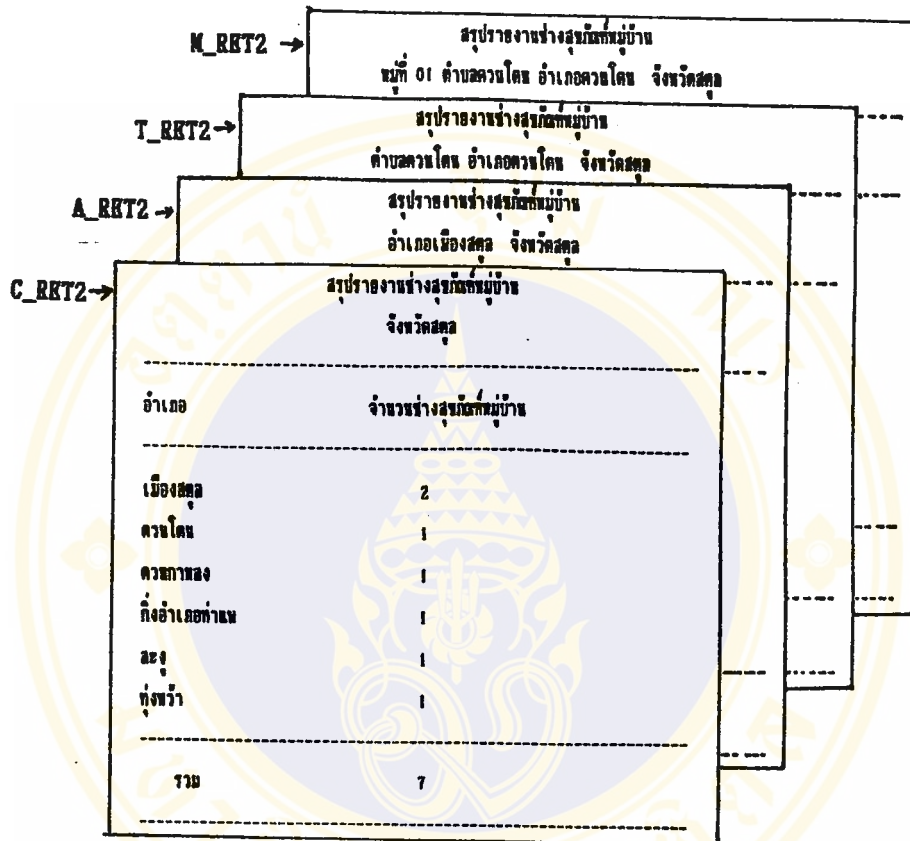 M_RET2 → สรุปรายงานช่างสุขภัณฑ์หมู่บ้าน
หมู่ที่ 01 ตำบลควนโดน อำเภอควนโดน จังหวัดสตูล
T_RET2 → สรุปรายงานช่างสุขภัณฑ์หมู่บ้าน
ตำบลควนโดน อำเภอควนโดน จังหวัดสตูล
A_RET2 → สรุปรายงานช่างสุขภัณฑ์หมู่บ้าน
อำเภอเมืองสตูล จังหวัดสตูล
C_RET2 → สรุปรายงานช่างสุขภัณฑ์หมู่บ้าน
จังหวัดสตูล
อำเภอ จำนวนช่างสุขภัณฑ์หมู่บ้าน
เมืองสตูล 2
ควนโดน 1
ควนกาหลง 1
กิ่งอำเภอท่าแพ 1
ละงู 1
ทุ่งหว้า 1
รวม 7